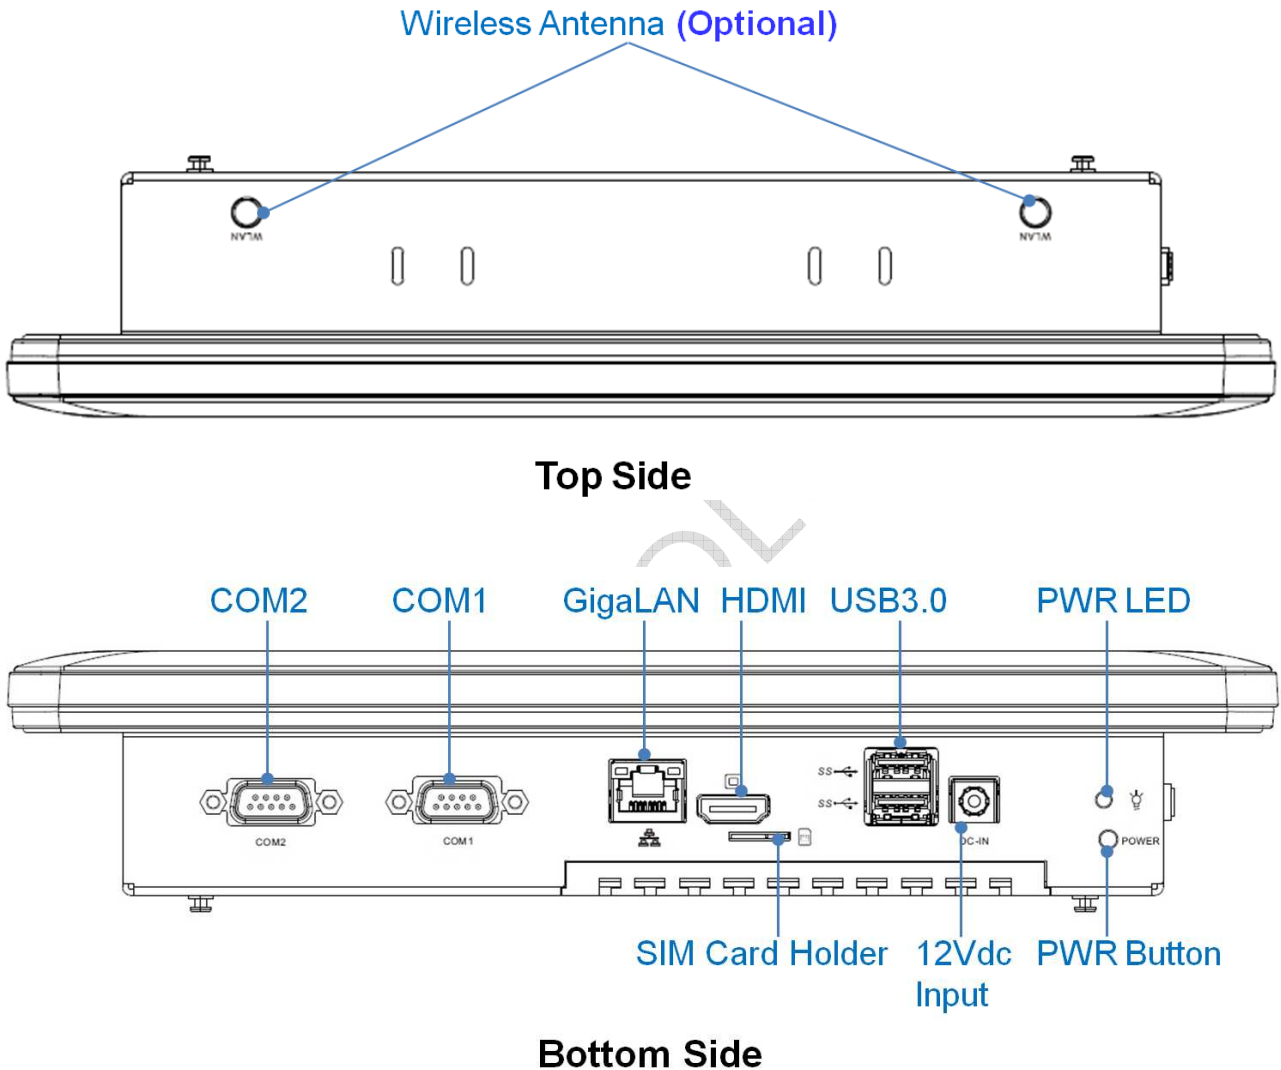 Wireless Antenna (Optional)
WLAN
WLAN
Top Side
COM2 COM1 GigaLAN HDMI USB3.0 PWR LED
SS
SS
COM2 COM1 DC-IN POWER
SIM Card Holder 12Vdc PWR Button
Input
Bottom Side